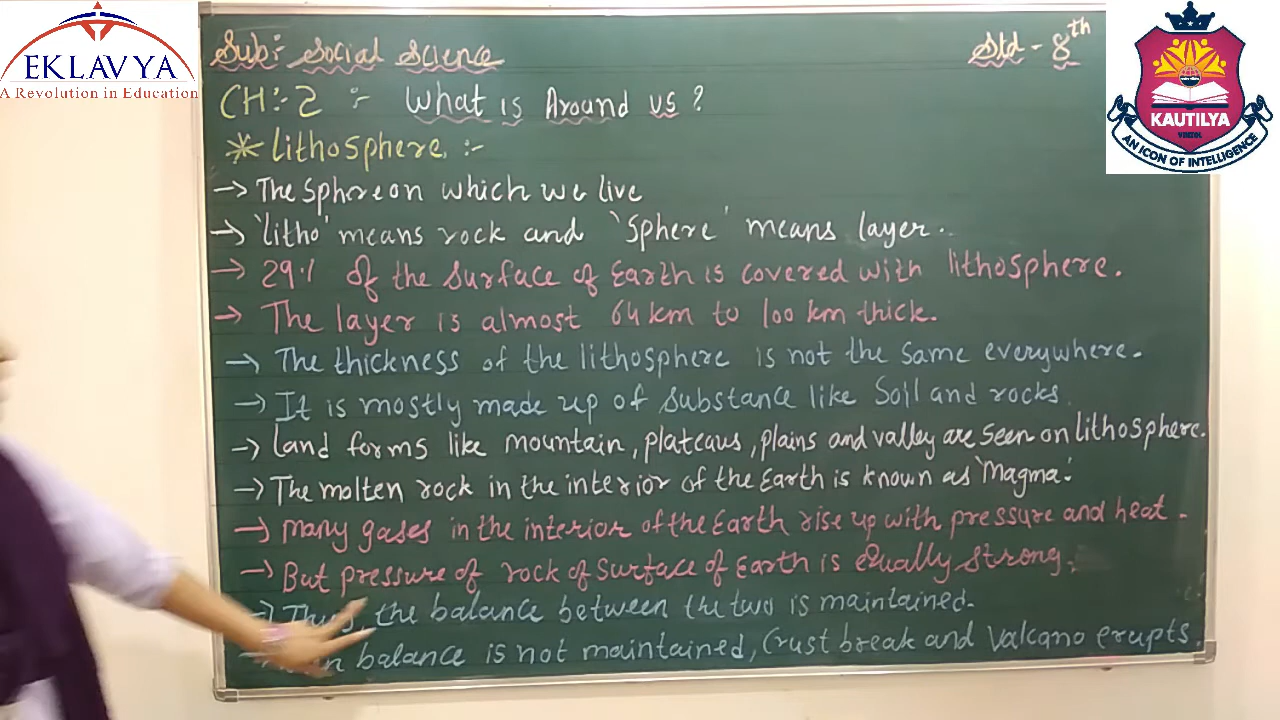 EKLAVYA
A Revolution in Education
Sub:- Social Science
Std - 8th
CH:-2 :- What is Around us?
* Lithosphere :-
→ The Sphere on which we live
→ 'Litho' means rock and 'Sphere' means layer..
→ 29% of the surface of Earth is covered with lithosphere.
→ The layer is almost 64 km to 100 km thick.
→ The thickness of the lithosphere is not the same everywhere.
→ It is mostly made up of substance like Soil and rocks.
→ Land forms like mountain, plateaus, plains and valley are seen on lithosphere.
→ The molten rock in the interior of the Earth is known as 'Magma'.
→ Many gases in the interior of the Earth rise up with pressure and heat.
→ But pressure of rock of surface of Earth is equally strong.
→ Thus, the balance between the two is maintained.
balance is not maintained, Crust break and Valcano erupts.
KAUTILYA
AN ICON OF INTELLIGENCE